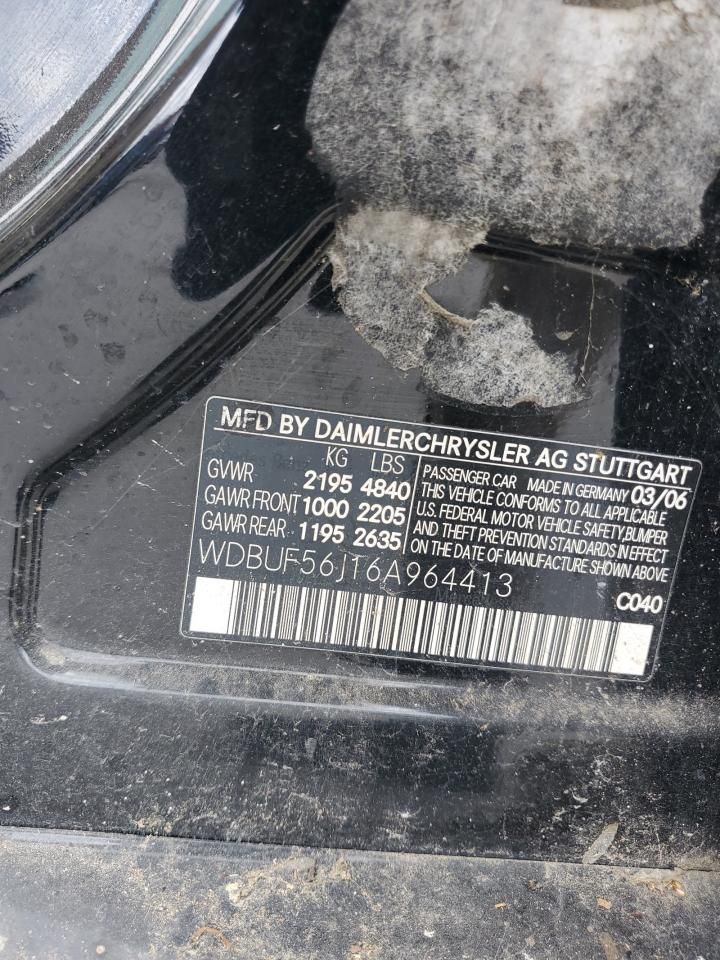 MFD BY DAIMLERCHRYSLER AG STUTTGART
KG LBS
GVWR 2195 4840
GAWR FRONT 1000 2205
GAWR REAR 1195 2635
PASSENGER CAR MADE IN GERMANY 03/06
THIS VEHICLE CONFORMS TO ALL APPLICABLE
U.S. FEDERAL MOTOR VEHICLE SAFETY,BUMPER
AND THEFT PREVENTION STANDARDS IN EFFECT
ON THE DATE OF MANUFACTURE SHOWN ABOVE
WDBUF56J16A964413
C040